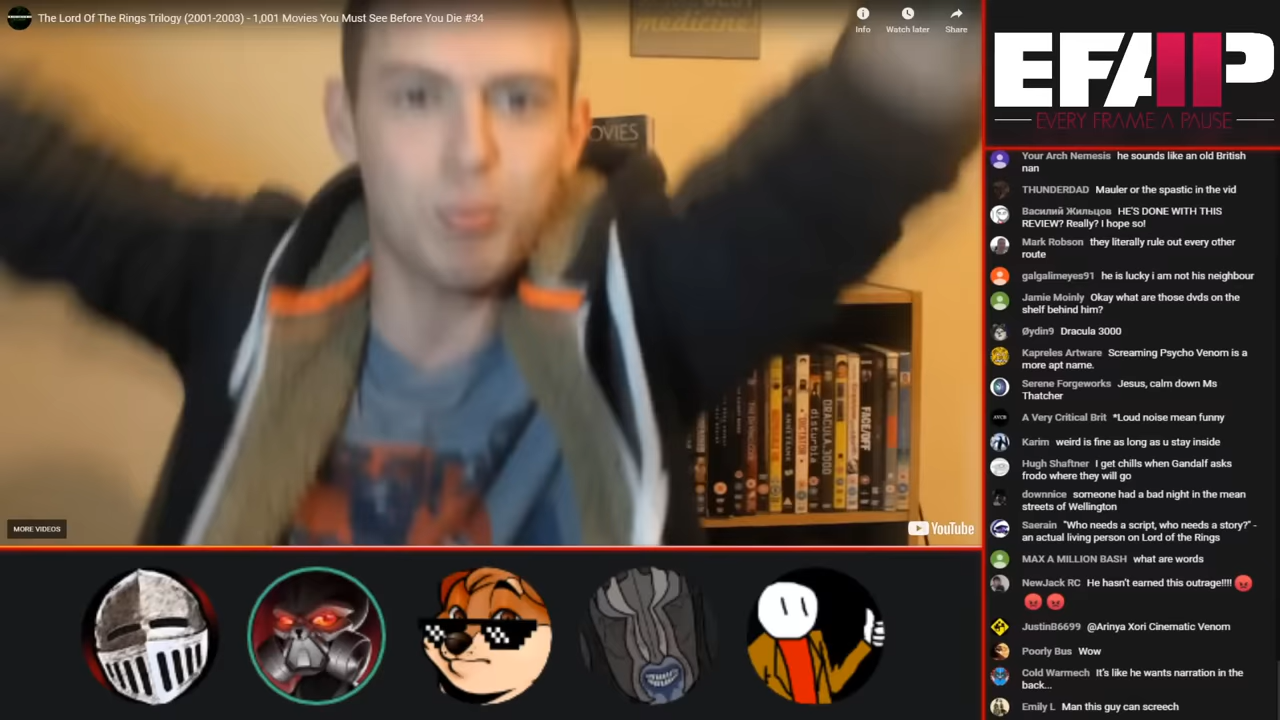 The Lord Of The Rings Trilogy (2001-2003) - 1,001 Movies You Must See Before You Die #34
Info
Watch later
Share
medicine!
OVIES
DRACULA 3000
disturbia
FACE/OFF
MORE VIDEOS
YouTube
EFAP
EVERY FRAME A PAUSE
Your Arch Nemesis he sounds like an old British
nan
THUNDERDAD Mauler or the spastic in the vid
Василий Жильцов HE'S DONE WITH THIS
REVIEW? Really? I hope so!
Mark Robson they literally rule out every other
route
galgalimeyes91 he is lucky i am not his neighbour
Jamie Moinly Okay what are those dvds on the
shelf behind him?
Øydin9 Dracula 3000
Kapreles Artware Screaming Psycho Venom is a
more apt name.
Serene Forgeworks Jesus, calm down Ms
Thatcher
A Very Critical Brit *Loud noise mean funny
Karim weird is fine as long as u stay inside
Hugh Shaftner I get chills when Gandalf asks
frodo where they will go
downnice someone had a bad night in the mean
streets of Wellington
Saerain "Who needs a script, who needs a story?" -
an actual living person on Lord of the Rings
MAX A MILLION BASH what are words
NewJack RC He hasn't earned this outrage!!!!
JustinB6699 @Arinya Xori Cinematic Venom
Poorly Bus Wow
Cold Warmech It's like he wants narration in the
back...
Emily L Man this guy can screech